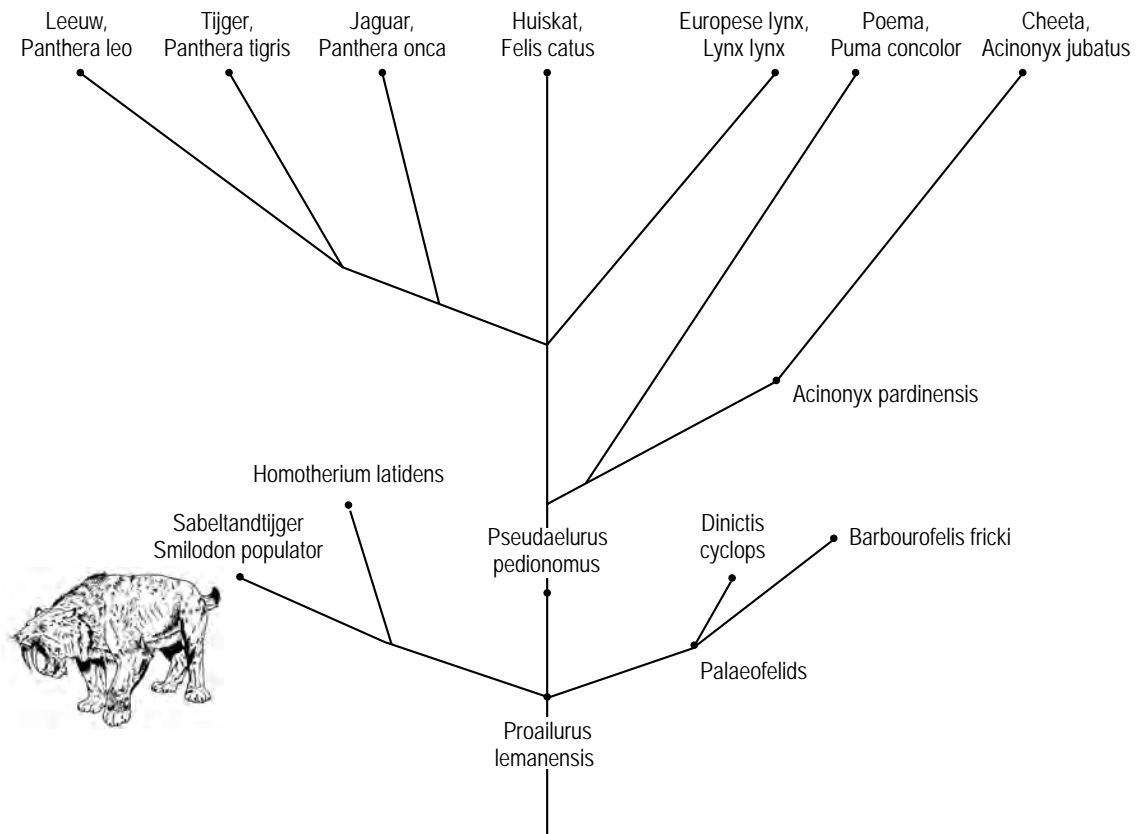 Leeuw,
Panthera leo
Tijger,
Panthera tigris
Jaguar,
Panthera onca
Huiskat,
Felis catus
Europese lynx,
Lynx lynx
Poema,
Puma concolor
Cheeta,
Acinonyx jubatus
Acinonyx pardinensis
Homotherium latidens
Sabeltandtijger
Smilodon populator
Pseudaelurus
pedionomus
Dinictis
cyclops
Barbourofelis fricki
Palaeofelids
Proailurus
lemanensis